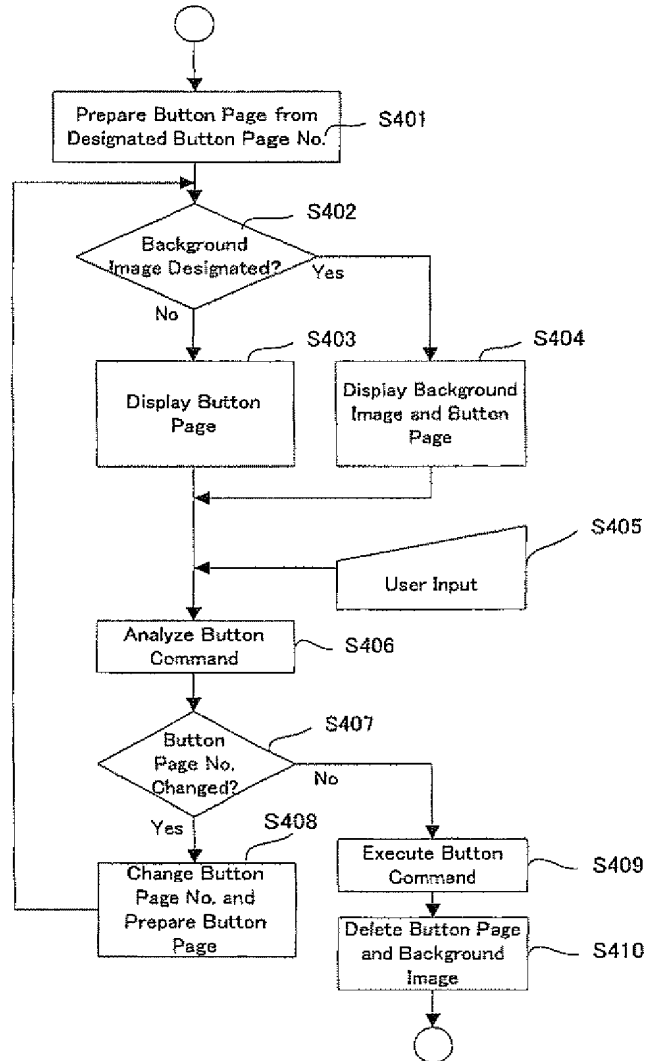 Prepare Button Page from
Designated Button Page No.
S401
S402
Background
Image Designated?
Yes
No
S403
S404
Display Button
Page
Display Background
Image and Button
Page
S405
User Input
Analyze Button
Command
S406
S407
Button
Page No.
Changed?
No
Yes
S408
Change Button
Page No. and
Prepare Button
Page
Execute Button
Command
S409
Delete Button Page
and Background
Image
S410